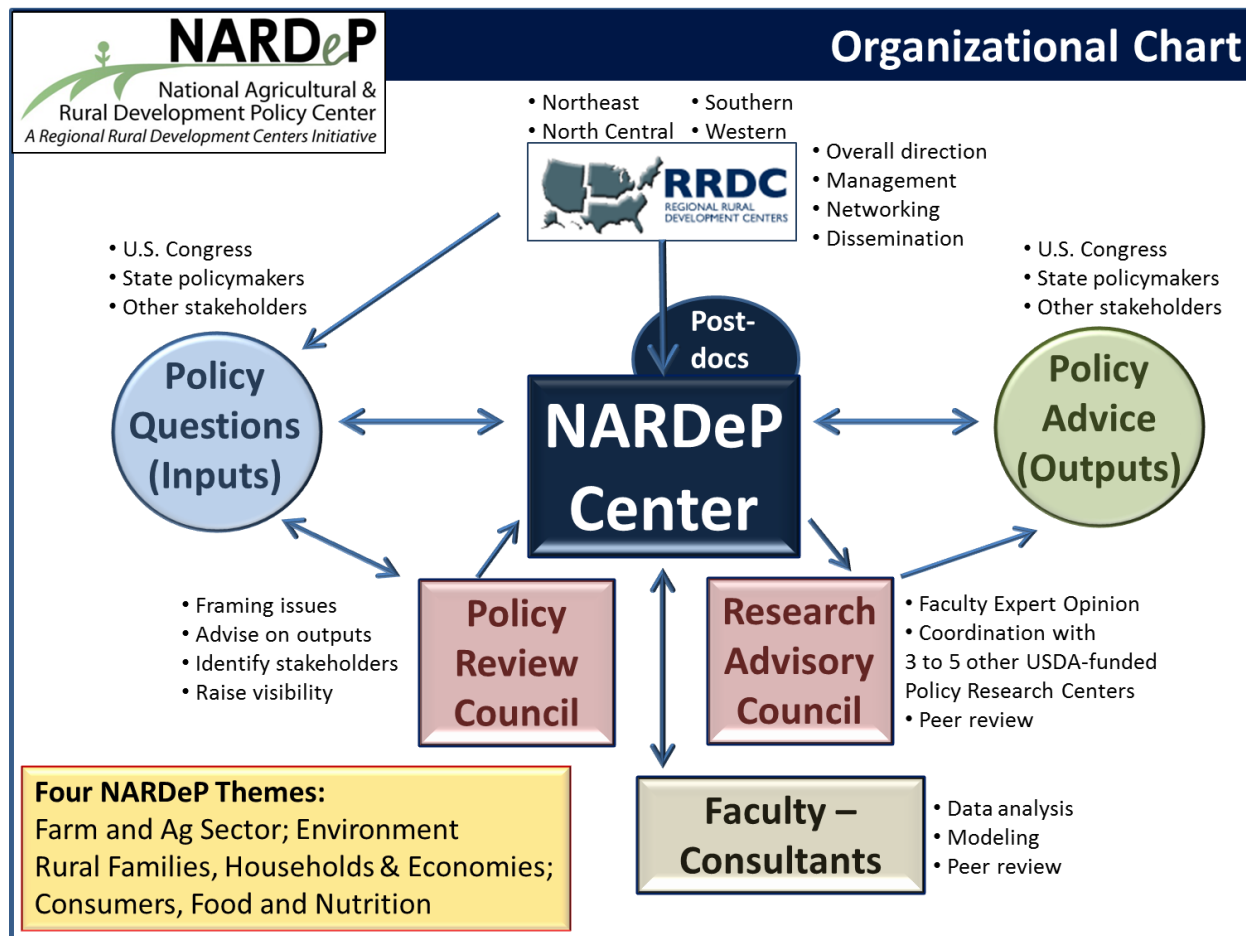 NARDeP
National Agricultural &
Rural Development Policy Center
A Regional Rural Development Centers Initiative
Organizational Chart
• Northeast
• Southern
• North Central
• Western
RRDC
REGIONAL RURAL
DEVELOPMENT CENTERS
• Overall direction
• Management
• Networking
• Dissemination
• U.S. Congress
• State policymakers
• Other stakeholders
• U.S. Congress
• State policymakers
• Other stakeholders
Post-
docs
Policy
Questions
(Inputs)
NARDeP
Center
Policy
Advice
(Outputs)
• Framing issues
• Advise on outputs
• Identify stakeholders
• Raise visibility
Policy
Review
Council
Research
Advisory
Council
• Faculty Expert Opinion
• Coordination with
3 to 5 other USDA-funded
Policy Research Centers
• Peer review
Four NARDeP Themes:
Farm and Ag Sector; Environment
Rural Families, Households & Economies;
Consumers, Food and Nutrition
Faculty –
Consultants
• Data analysis
• Modeling
• Peer review